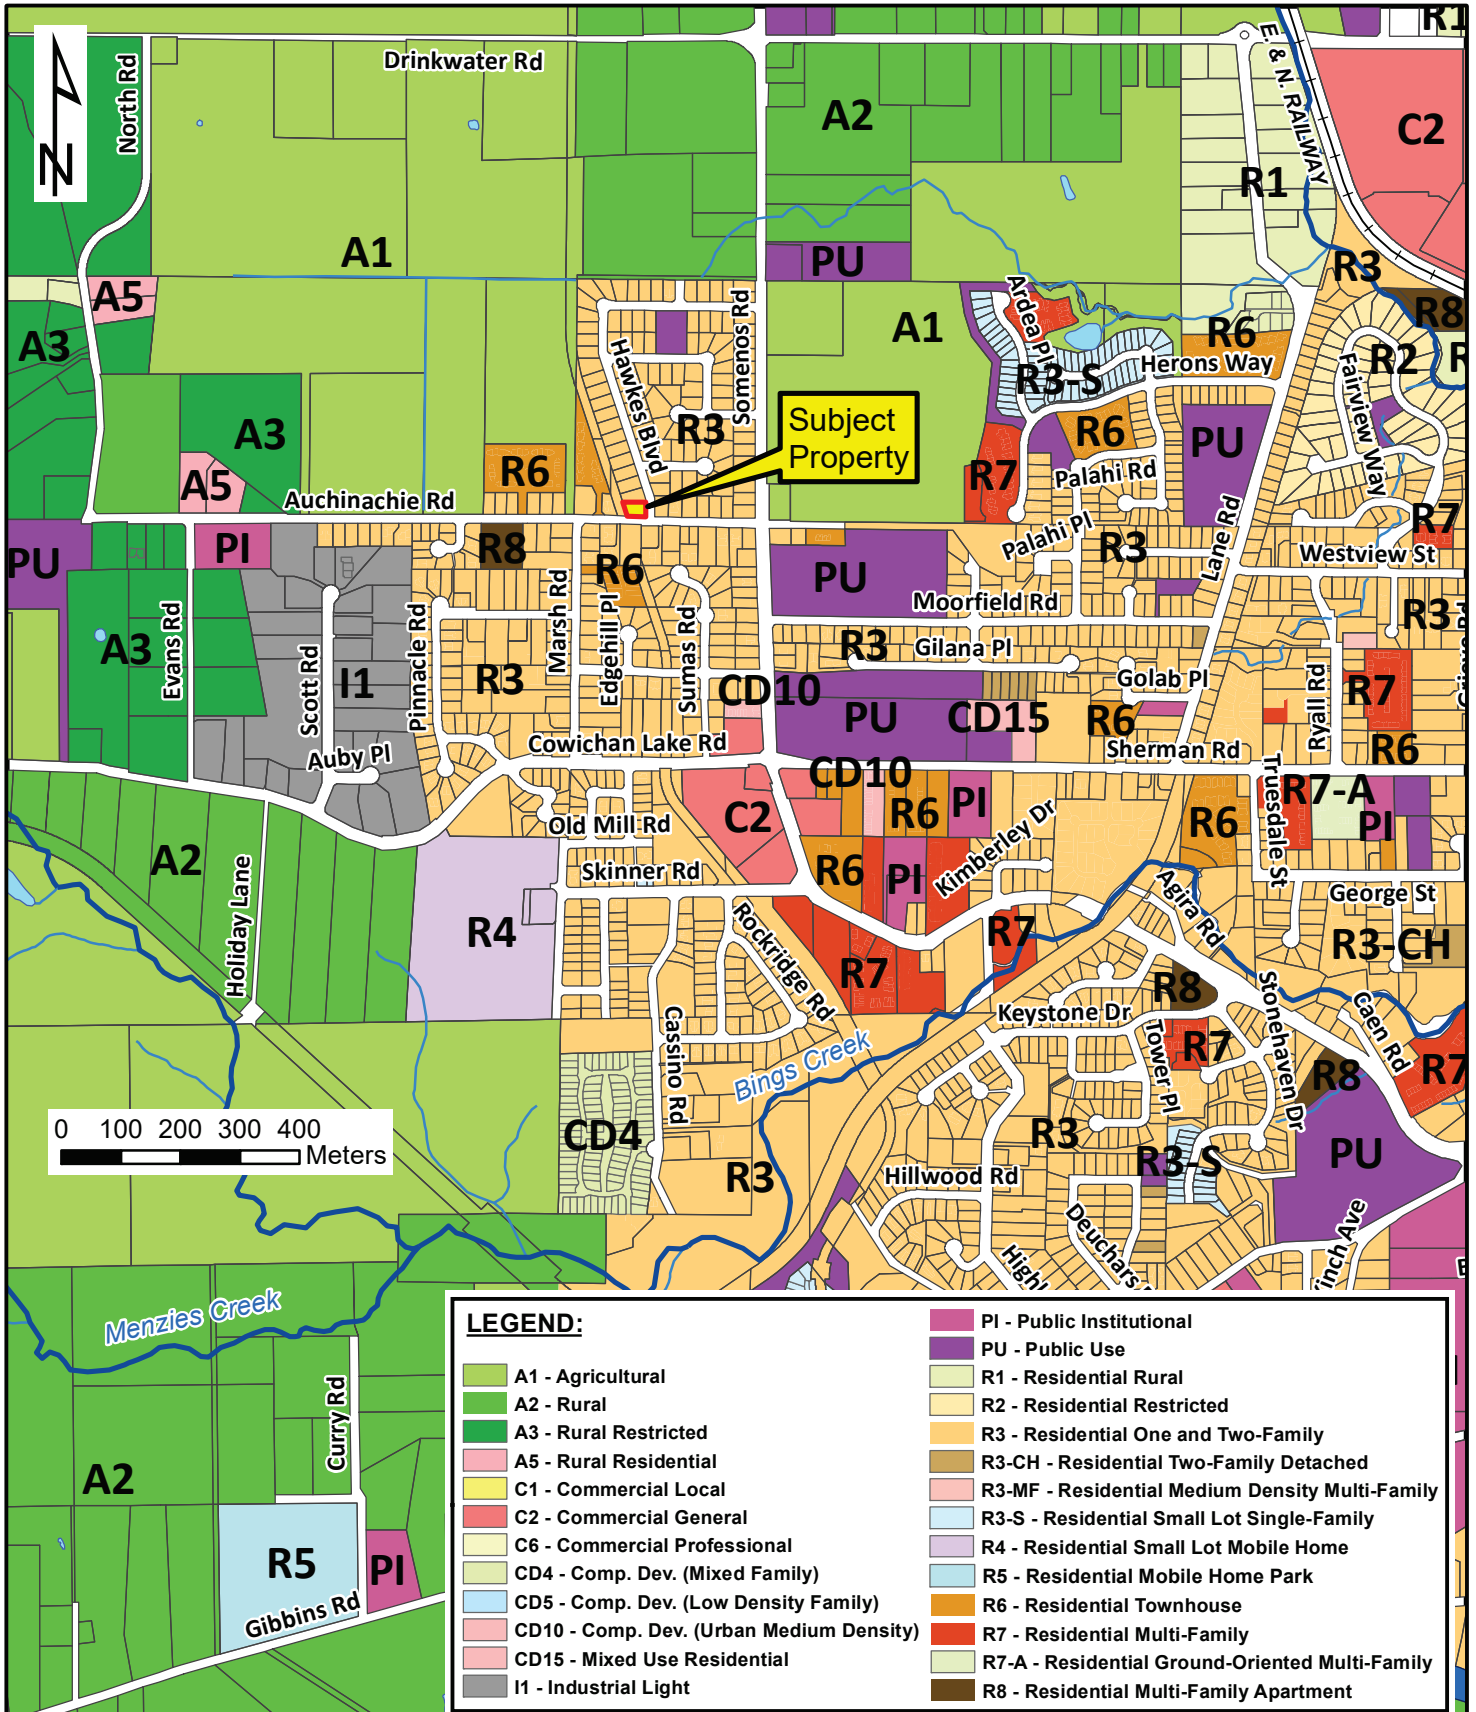 R1
Drinkwater Rd
North Rd
E. & N. RAILWAY
N
A2
C2
R1
A1
PU
R3
A5
Ardea Pl
Somenos Rd
A3
A1
R6
R8
R2
Hawkes Blvd
R3-S
Herons Way
Fairview Way
Subject
Property
R3
A3
R6
PU
R6
R7
Palahi Rd
A5
Auchinachie Rd
Lane Rd
R7
PU
PI
R8
R6
Palahi Pl
R3
Westview St
PU
Moorfield Rd
R3
A3
Evans Rd
Scott Rd
I1
Pinnacle Rd
R3
Marsh Rd
Edgehill Pl
Sumas Rd
R3
Gilana Pl
Golab Pl
Ryall Rd
R7
CD10
PU
CD15
R6
Auby Pl
Cowichan Lake Rd
Sherman Rd
R6
CD10
Truesdale St
R7-A
C2
R6
PI
R6
PI
Old Mill Rd
Kimberley Dr
A2
Holiday Lane
Skinner Rd
R6
PI
Agira Rd
George St
R4
Rockridge Rd
R7
R7
R3-CH
R8
Stonehaven Dr
Caen Rd
Keystone Dr
Cassino Rd
Bings Creek
Tower Pl
R7
R8
R7
0 100 200 300 400
Meters
CD4
R3
R3-S
PU
R3
Hillwood Rd
Deuchars
Highl
inch Ave
Menzies Creek
Curry Rd
A2
R5
PI
Gibbins Rd
LEGEND:
A1 - Agricultural
A2 - Rural
A3 - Rural Restricted
A5 - Rural Residential
C1 - Commercial Local
C2 - Commercial General
C6 - Commercial Professional
CD4 - Comp. Dev. (Mixed Family)
CD5 - Comp. Dev. (Low Density Family)
CD10 - Comp. Dev. (Urban Medium Density)
CD15 - Mixed Use Residential
I1 - Industrial Light
PI - Public Institutional
PU - Public Use
R1 - Residential Rural
R2 - Residential Restricted
R3 - Residential One and Two-Family
R3-CH - Residential Two-Family Detached
R3-MF - Residential Medium Density Multi-Family
R3-S - Residential Small Lot Single-Family
R4 - Residential Small Lot Mobile Home
R5 - Residential Mobile Home Park
R6 - Residential Townhouse
R7 - Residential Multi-Family
R7-A - Residential Ground-Oriented Multi-Family
R8 - Residential Multi-Family Apartment